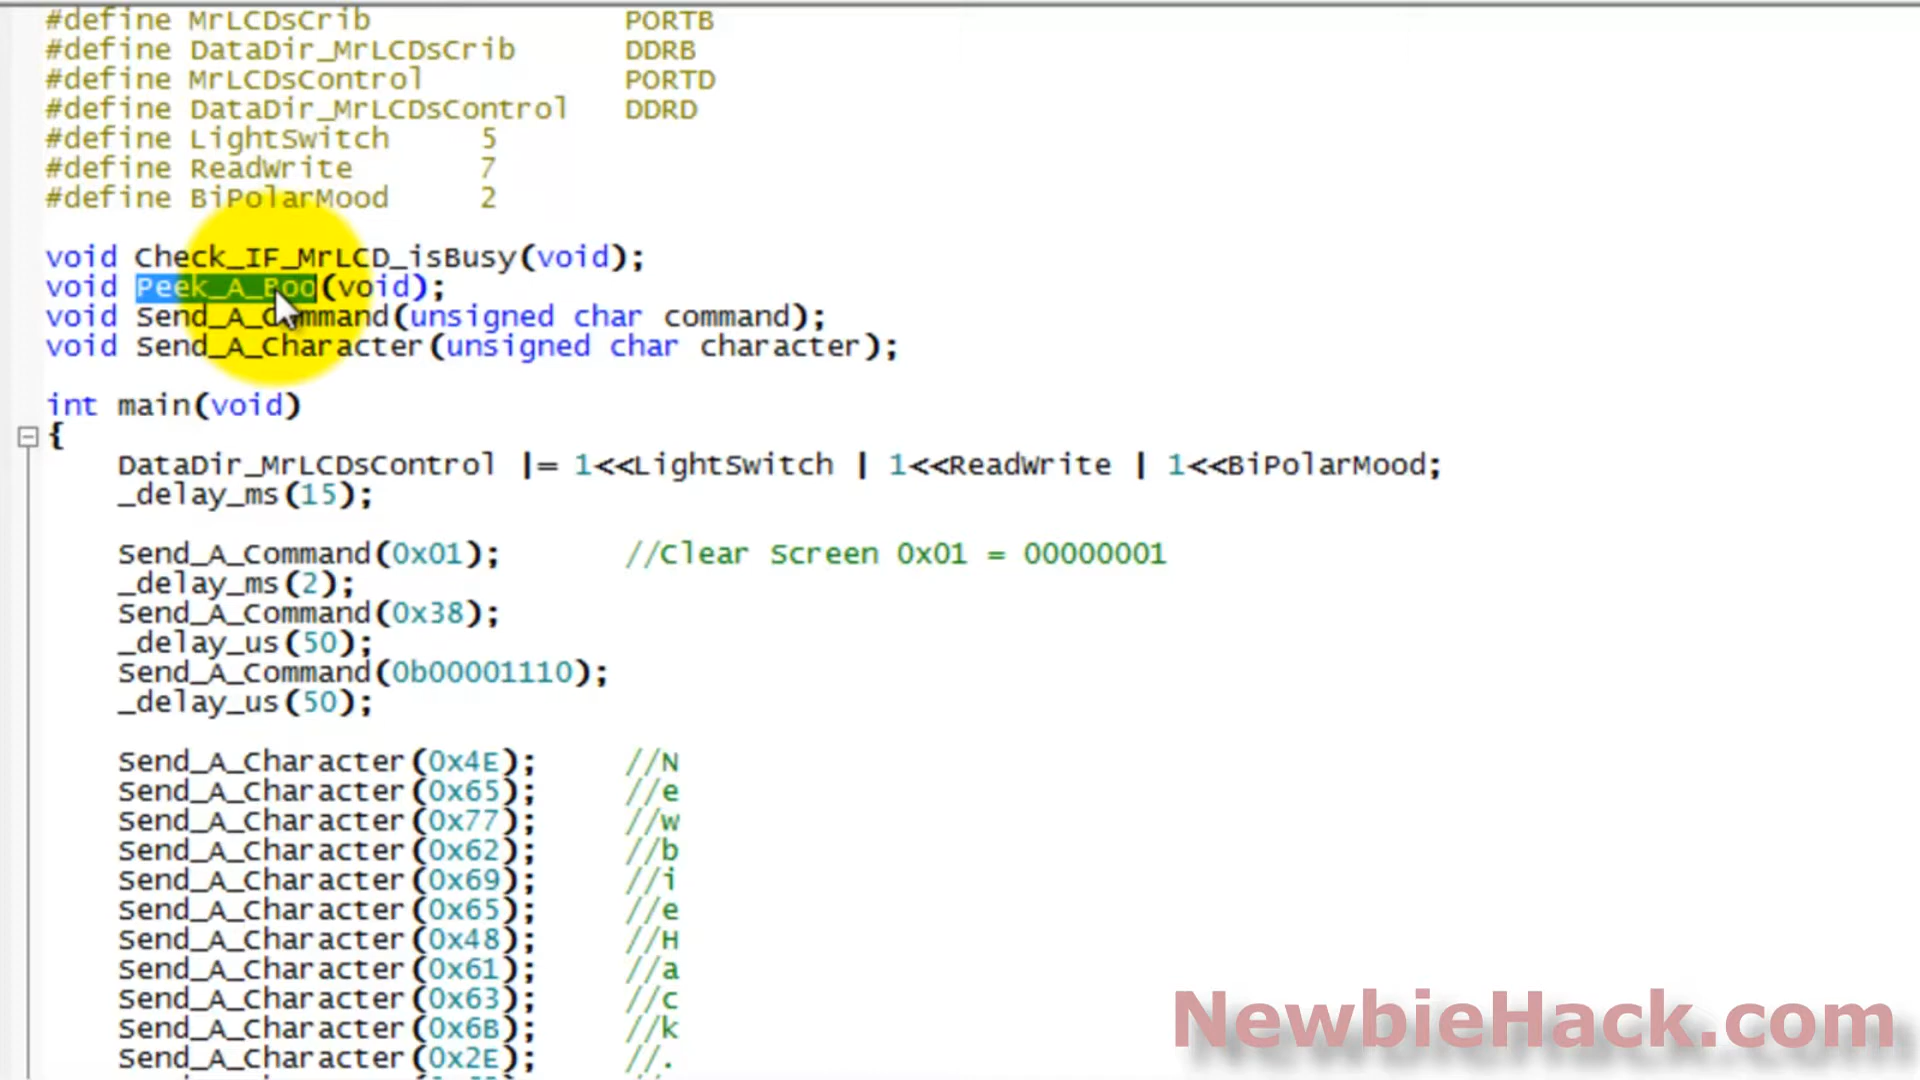 #define MrLCDsCrib PORTB
#define DataDir_MrLCDsCrib DDRB
#define MrLCDsControl PORTD
#define DataDir_MrLCDsControl DDRD
#define LightSwitch 5
#define ReadWrite 7
#define BiPolarMood 2
void Check_IF_MrLCD_isBusy(void);
void Peek_A_Boo(void);
void Send_A_Command(unsigned char command);
void Send_A_Character(unsigned char character);
int main(void)
{
DataDir_MrLCDsControl |= 1<<LightSwitch | 1<<ReadWrite | 1<<BiPolarMood;
_delay_ms(15);
Send_A_Command(0x01); //Clear Screen 0x01 = 00000001
_delay_ms(2);
Send_A_Command(0x38);
_delay_us(50);
Send_A_Command(0b00001110);
_delay_us(50);
Send_A_Character(0x4E); //N
Send_A_Character(0x65); //e
Send_A_Character(0x77); //w
Send_A_Character(0x62); //b
Send_A_Character(0x69); //i
Send_A_Character(0x65); //e
Send_A_Character(0x48); //H
Send_A_Character(0x61); //a
Send_A_Character(0x63); //c
Send_A_Character(0x6B); //k
Send_A_Character(0x2E); //.
NewbieHack.com